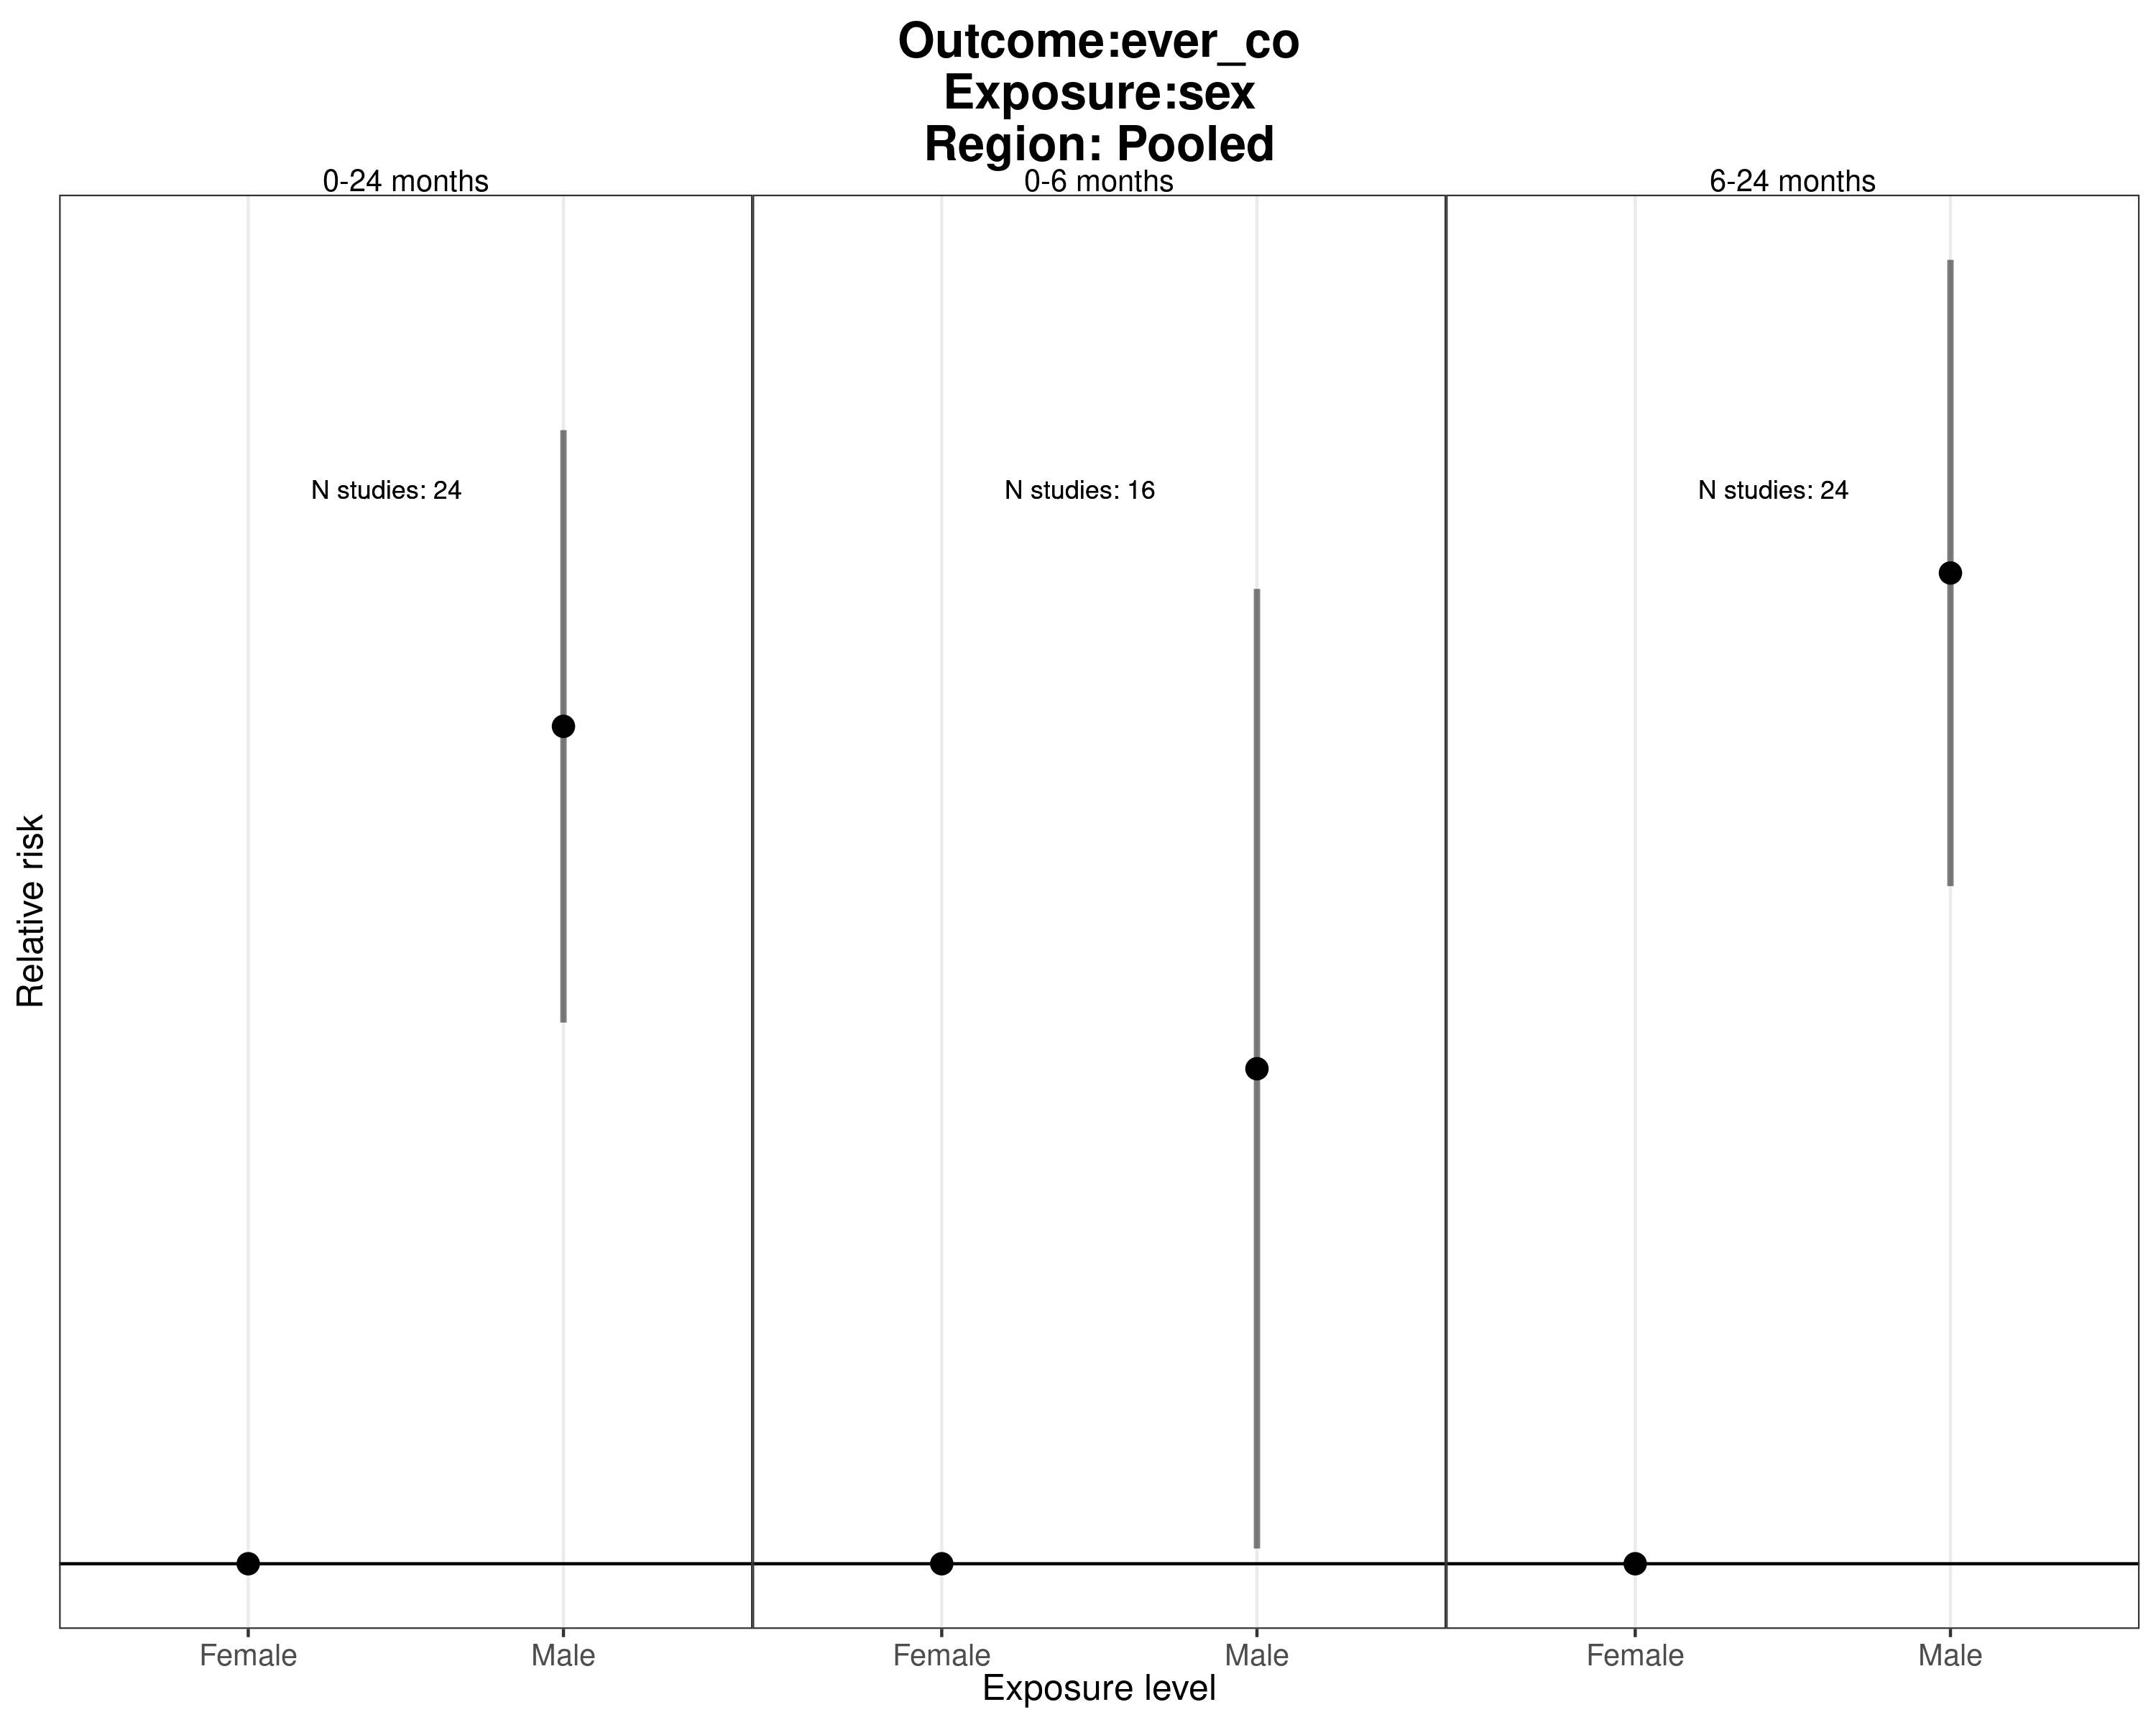 Outcome:ever_co
Exposure:sex
Region: Pooled
0-24 months
0-6 months
6-24 months
N studies: 24
N studies: 16
N studies: 24
Relative risk
Female
Male
Female
Male
Female
Male
Exposure level